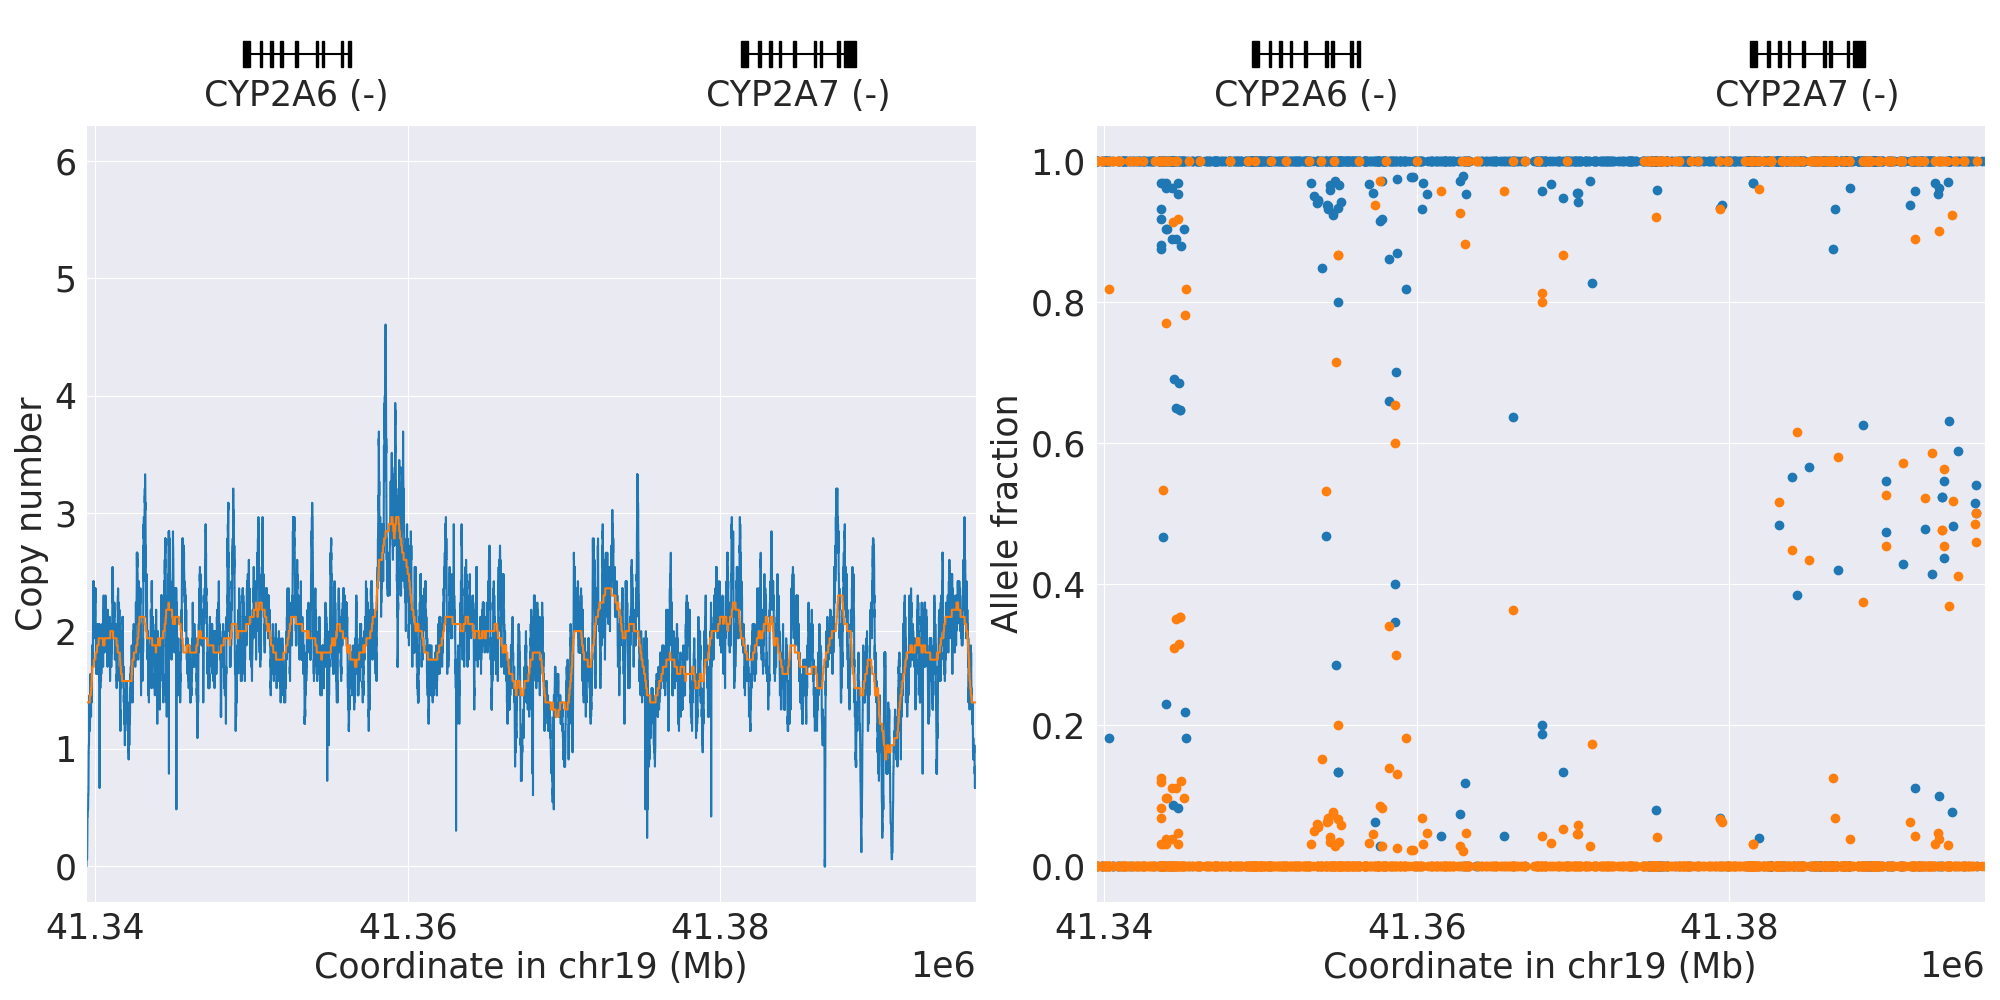 CYP2A6 (-)
CYP2A7 (-)
6
5
4
3
2
1
0
Copy number
41.34
41.36
41.38
Coordinate in chr19 (Mb)
1e6
CYP2A6 (-)
CYP2A7 (-)
1.0
0.8
0.6
0.4
0.2
0.0
Allele fraction
41.34
41.36
41.38
Coordinate in chr19 (Mb)
1e6